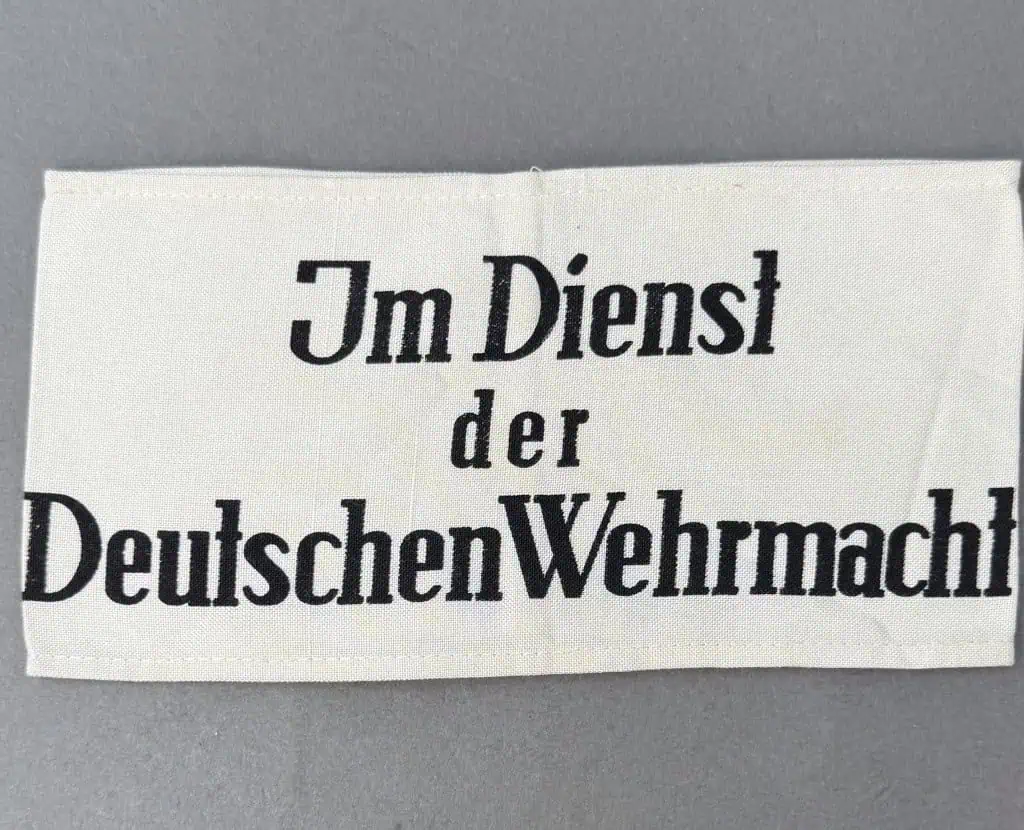 Im Dienst
der
Deutschen Wehrmacht